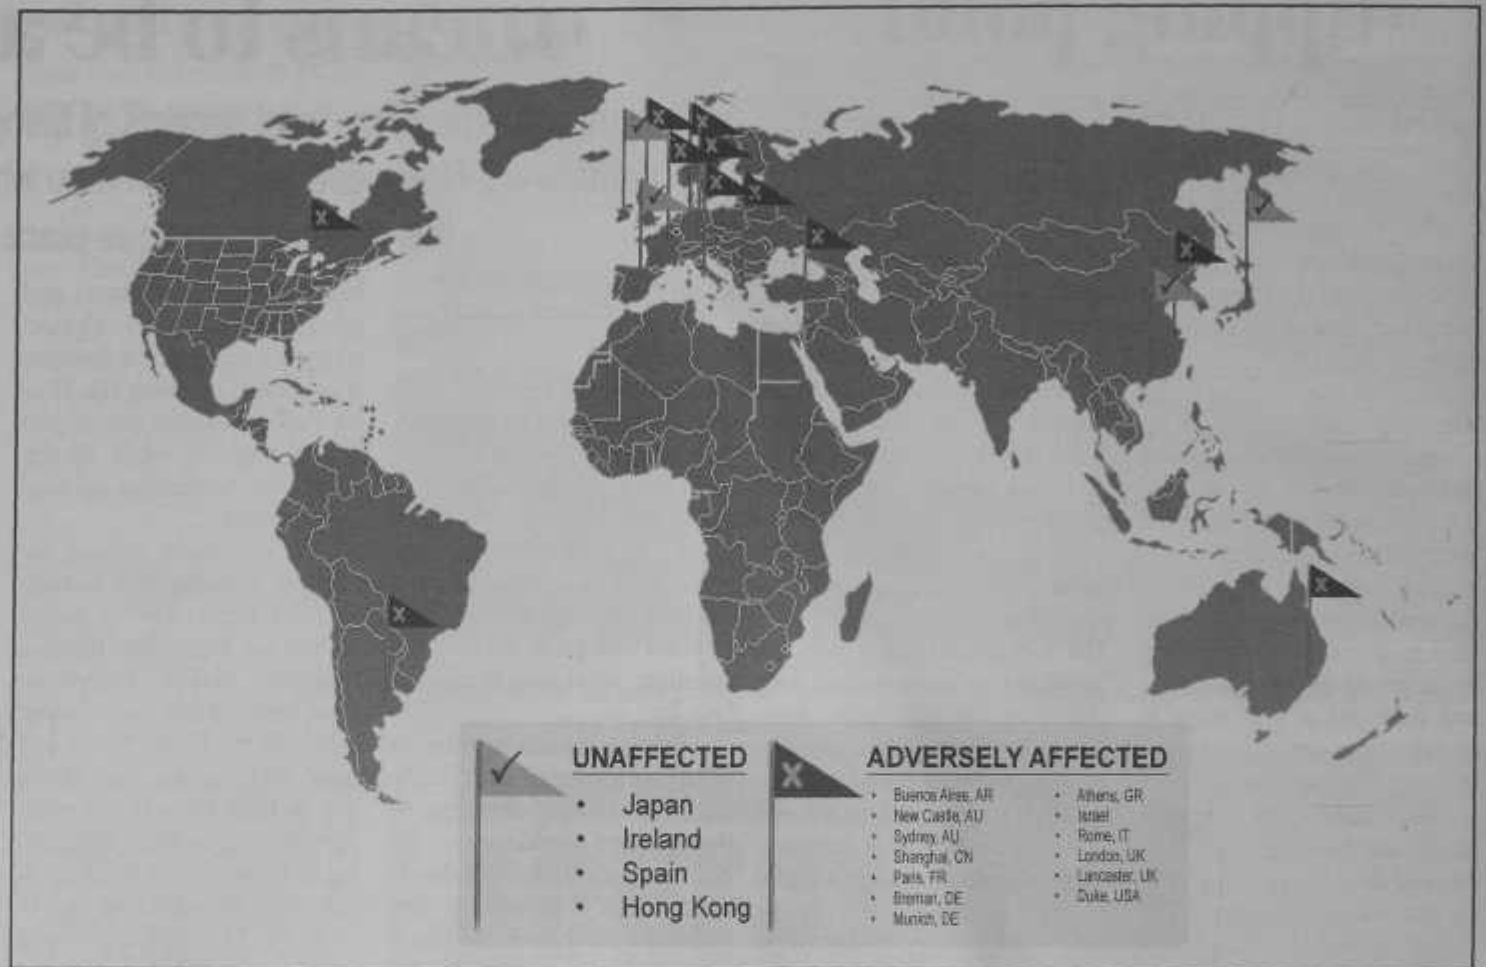 UNAFFECTED
• Japan
• Ireland
• Spain
• Hong Kong
ADVERSELY AFFECTED
• Buenos Aires, AR
• New Castle, AU
• Sydney, AU
• Shanghai, CN
• Paris, FR
• Breman, DE
• Munich, DE
• Athens, GR
• Israel
• Rome, IT
• London, UK
• Lancaster, UK
• Duke, USA